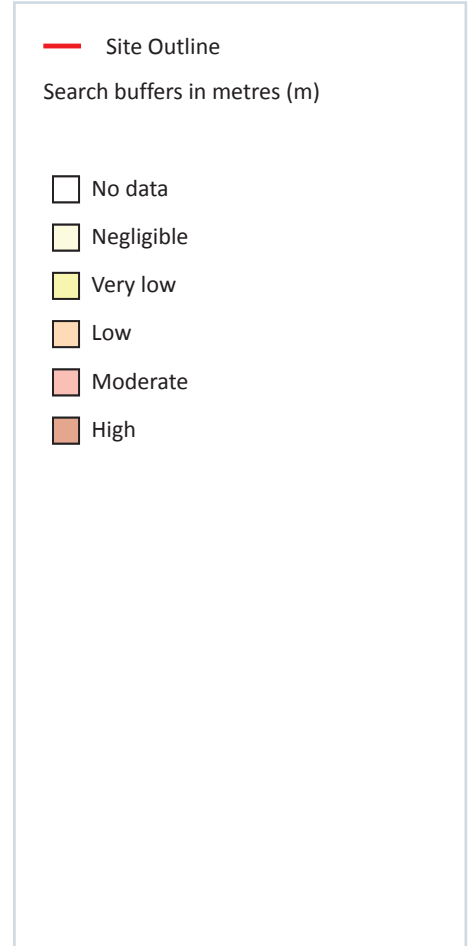 Site Outline
Search buffers in metres (m)
No data
Negligible
Very low
Low
Moderate
High